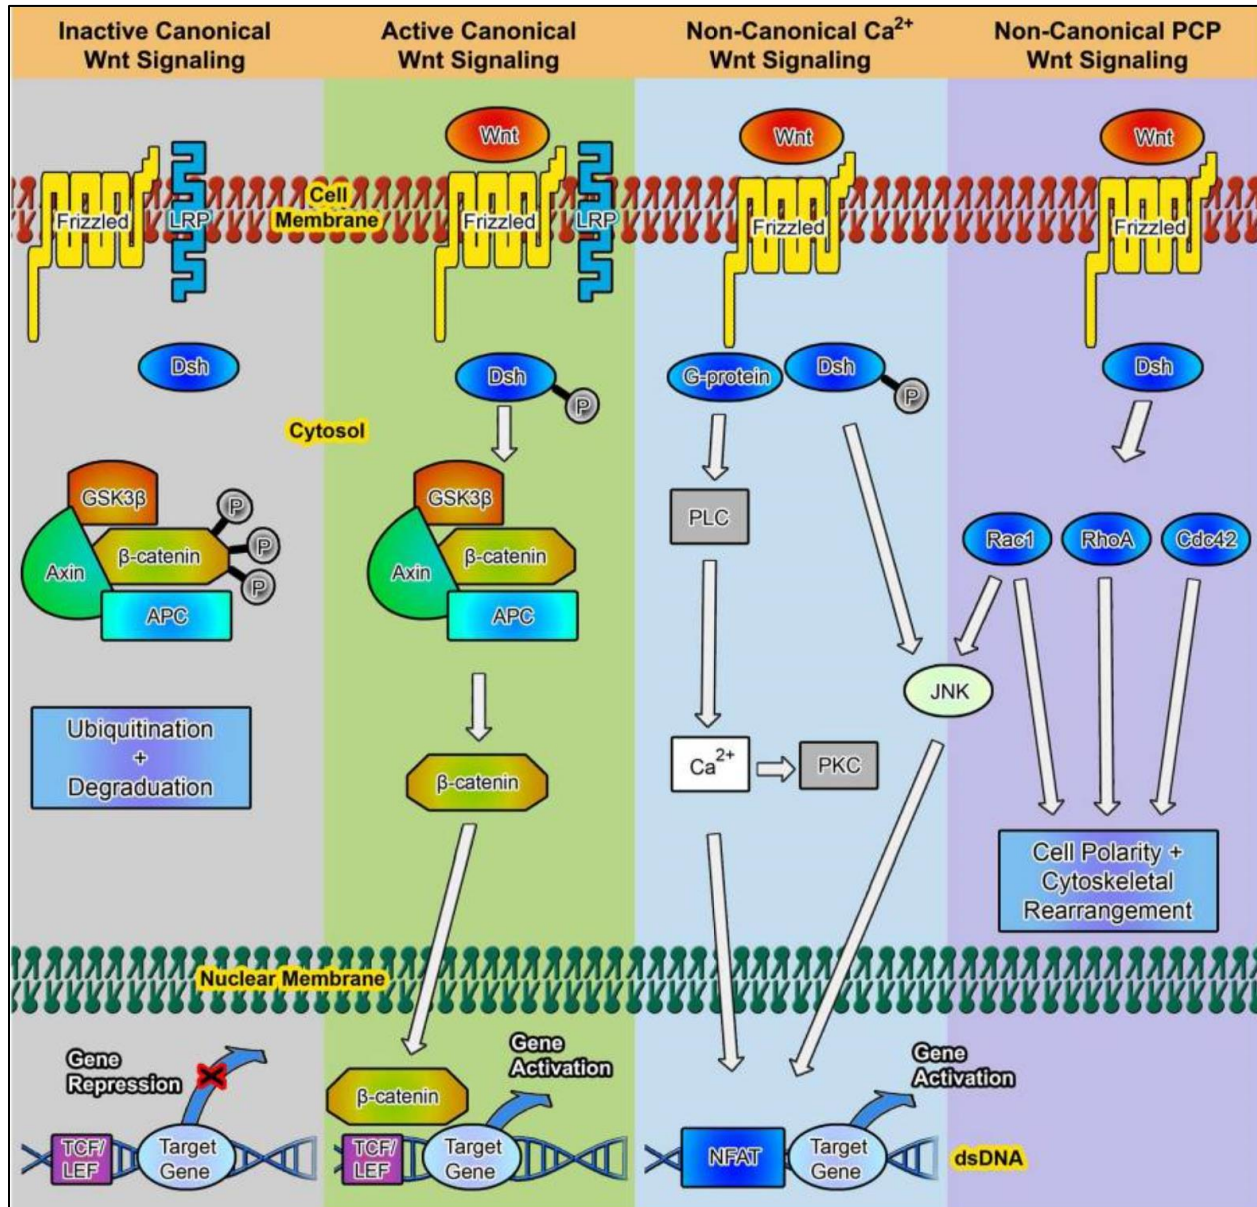 Inactive Canonical
Wnt Signaling
Active Canonical
Wnt Signaling
Non-Canonical Ca²⁺
Wnt Signaling
Non-Canonical PCP
Wnt Signaling
Wnt
Wnt
Wnt
Cell
Membrane
Frizzled
LRP
Frizzled
LRP
Frizzled
Frizzled
Dsh
Dsh
P
G-protein
Dsh
P
Dsh
Cytosol
GSK3β
P
β-catenin
P
Axin
P
APC
GSK3β
β-catenin
Axin
APC
PLC
Rac1
RhoA
Cdc42
JNK
Ubiquitination
+
Degraduation
β-catenin
Ca²⁺
PKC
Cell Polarity +
Cytoskeletal
Rearrangement
Nuclear Membrane
Gene
Repression
TCF/
LEF
Target
Gene
Gene
Activation
β-catenin
TCF/
LEF
Target
Gene
Gene
Activation
NFAT
Target
Gene
dsDNA